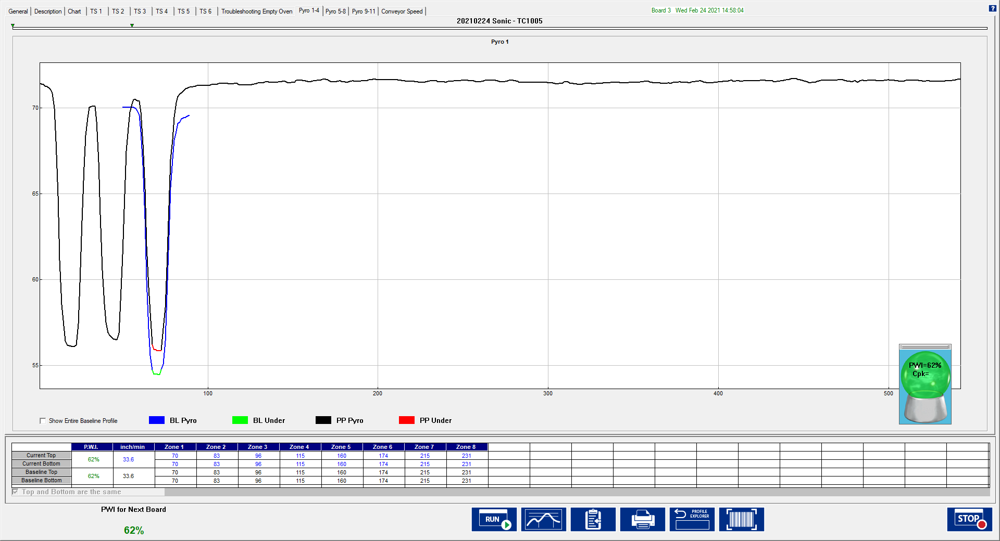 General Description Chart TS 1 TS 2 TS 3 TS 4 TS 5 TS 6 Troubleshooting Empty Oven Pyro 1-4 Pyro 5-8 Pyro 9-11 Conveyor Speed
Board 3 Wed Feb 24 2021 14:58:04
?
20210224 Sonic - TC1005
Pyro 1
70
65
60
55
100 200 300 400 500
PWI=62%
Cpk=
Show Entire Baseline Profile BL Pyro BL Under PP Pyro PP Under
P.W.I. inch/min Zone 1 Zone 2 Zone 3 Zone 4 Zone 5 Zone 6 Zone 7 Zone 8
Current Top 62% 33.6 70 83 96 115 160 174 215 231
Current Bottom 70 83 96 115 160 174 215 231
Baseline Top 62% 33.6 70 83 96 115 160 174 215 231
Baseline Bottom 70 83 96 115 160 174 215 231
Top and Bottom are the same
PWI for Next Board
62%
RUN
PROFILE
EXPLORER
STOP